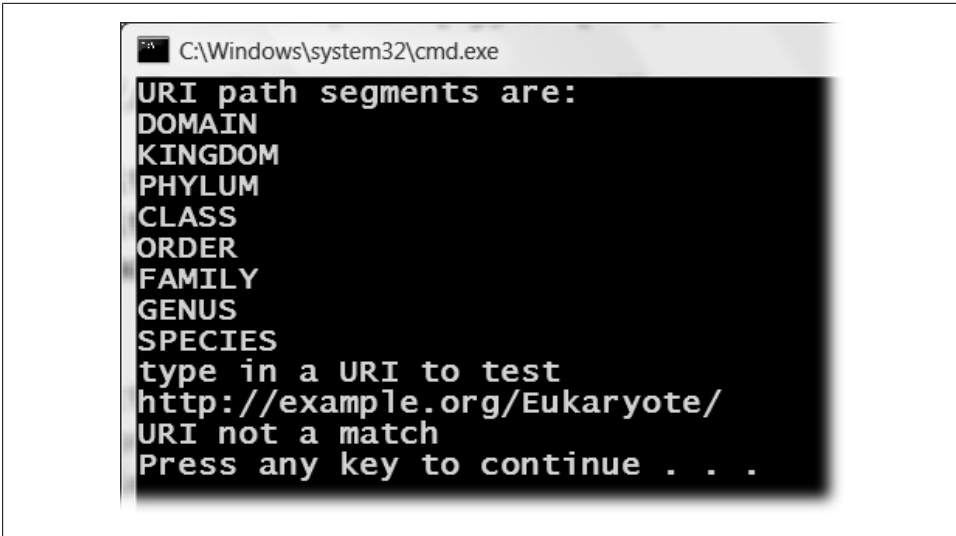 C:\Windows\system32\cmd.exe
URI path segments are:
DOMAIN
KINGDOM
PHYLUM
CLASS
ORDER
FAMILY
GENUS
SPECIES
type in a URI to test
http://example.org/Eukaryote/
URI not a match
Press any key to continue . . .